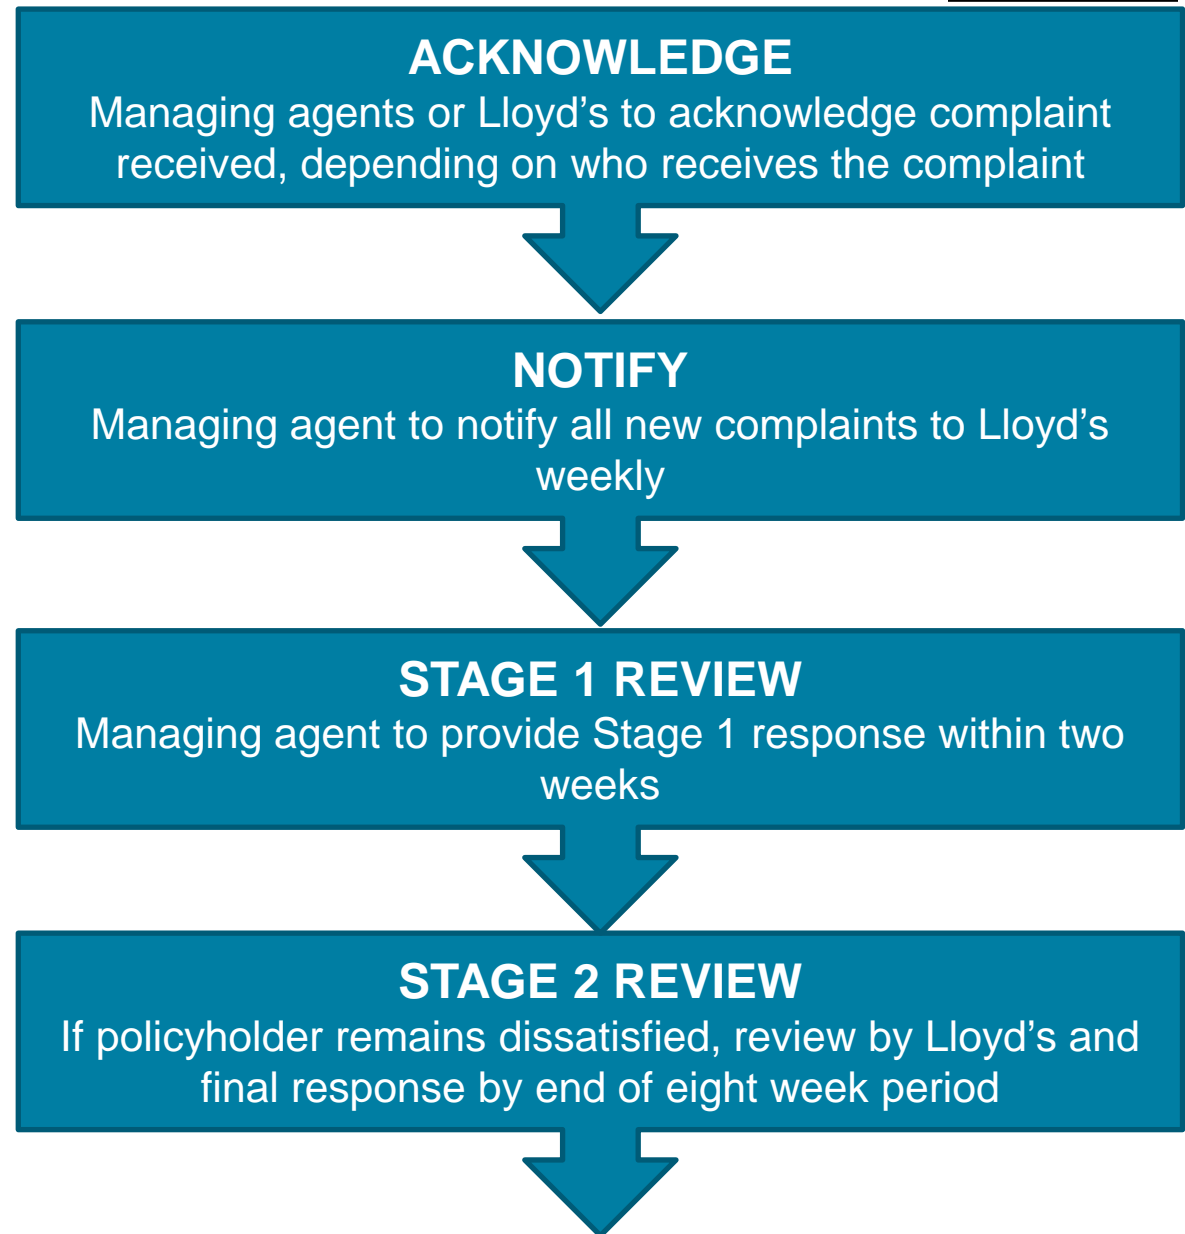 ACKNOWLEDGE
Managing agents or Lloyd's to acknowledge complaint
received, depending on who receives the complaint
NOTIFY
Managing agent to notify all new complaints to Lloyd's
weekly
STAGE 1 REVIEW
Managing agent to provide Stage 1 response within two
weeks
STAGE 2 REVIEW
If policyholder remains dissatisfied, review by Lloyd's and
final response by end of eight week period